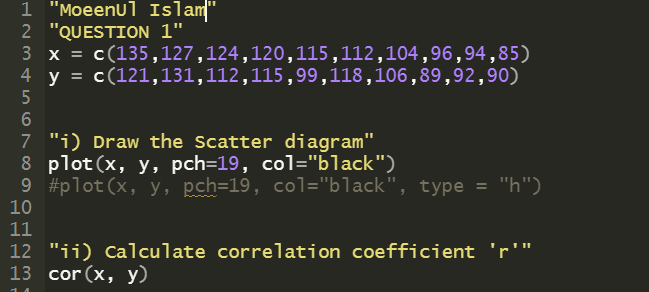 1 "MoeenUl Islam"
2 "QUESTION 1"
3 x = c(135,127,124,120,115,112,104,96,94,85)
4 y = c(121,131,112,115,99,118,106,89,92,90)
5
6
7 "i) Draw the Scatter diagram"
8 plot(x, y, pch=19, col="black")
9 #plot(x, y, pch=19, col="black", type = "h")
10
11
12 "ii) Calculate correlation coefficient 'r'"
13 cor(x, y)